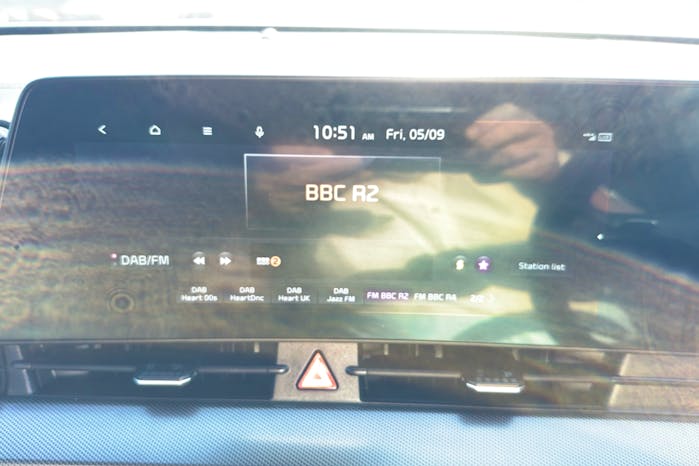 10:51 AM Fri, 05/09
BBC R2
DAB/FM
2
Station list
DAB Heart 00s
DAB HeartDnc
DAB Heart UK
DAB Jazz FM
FM BBC R2
FM BBC R4
2/2